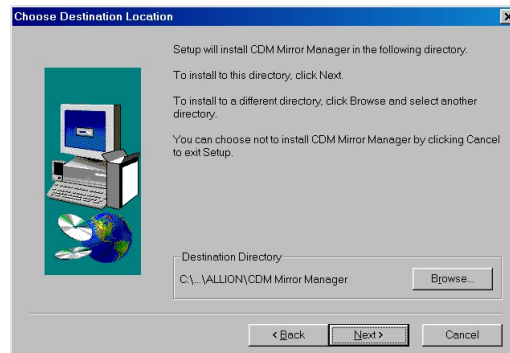 Choose Destination Location
Setup will install CDM Mirror Manager in the following directory.
To install to this directory, click Next.
To install to a different directory, click Browse and select another
directory.
You can choose not to install CDM Mirror Manager by clicking Cancel
to exit Setup.
Destination Directory
C:\...\ALLION\CDM Mirror Manager
Browse...
< Back
Next >
Cancel